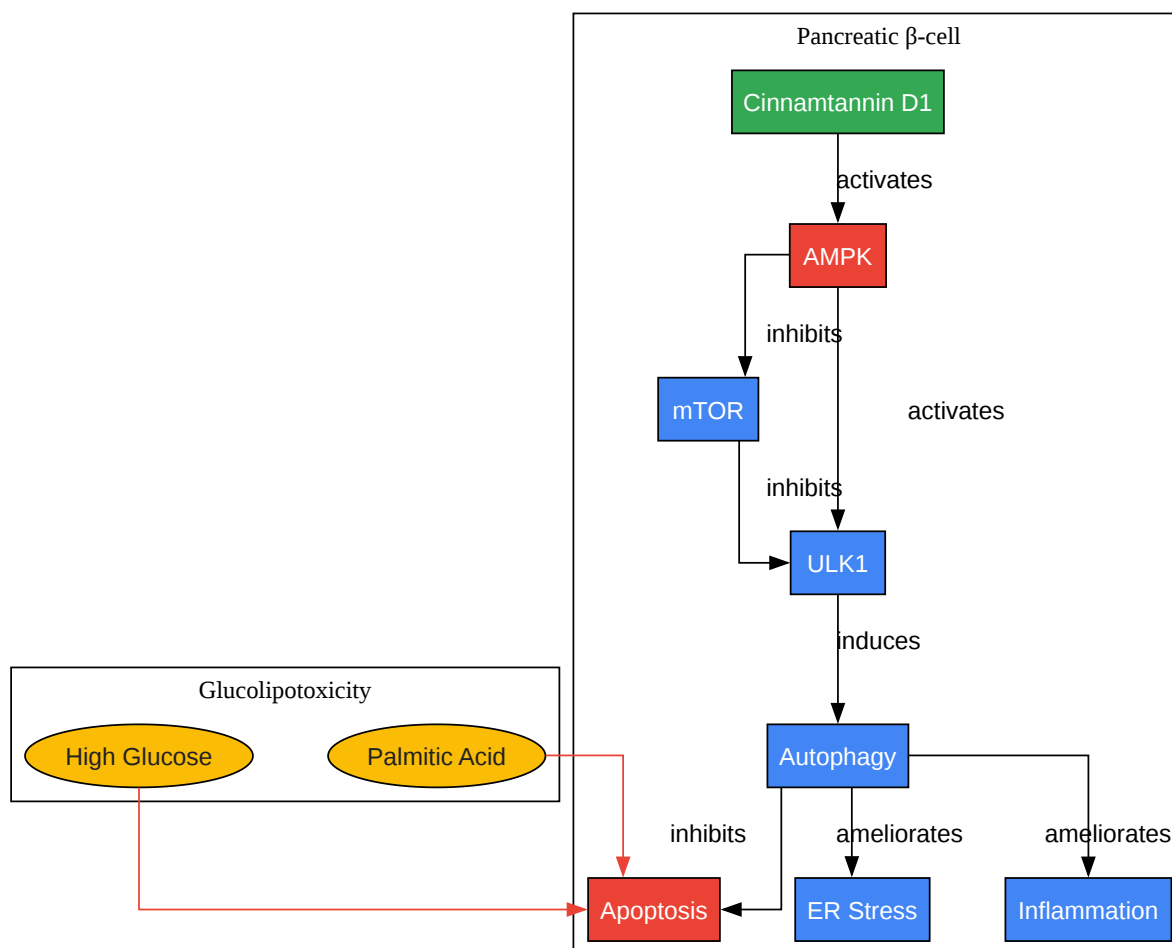 Pancreatic β-cell
Cinnamtannin D1
activates
AMPK
inhibits
mTOR
activates
inhibits
ULK1
induces
Glucolipotoxicity
High Glucose
Palmitic Acid
Autophagy
inhibits
ameliorates
ameliorates
Apoptosis
ER Stress
Inflammation